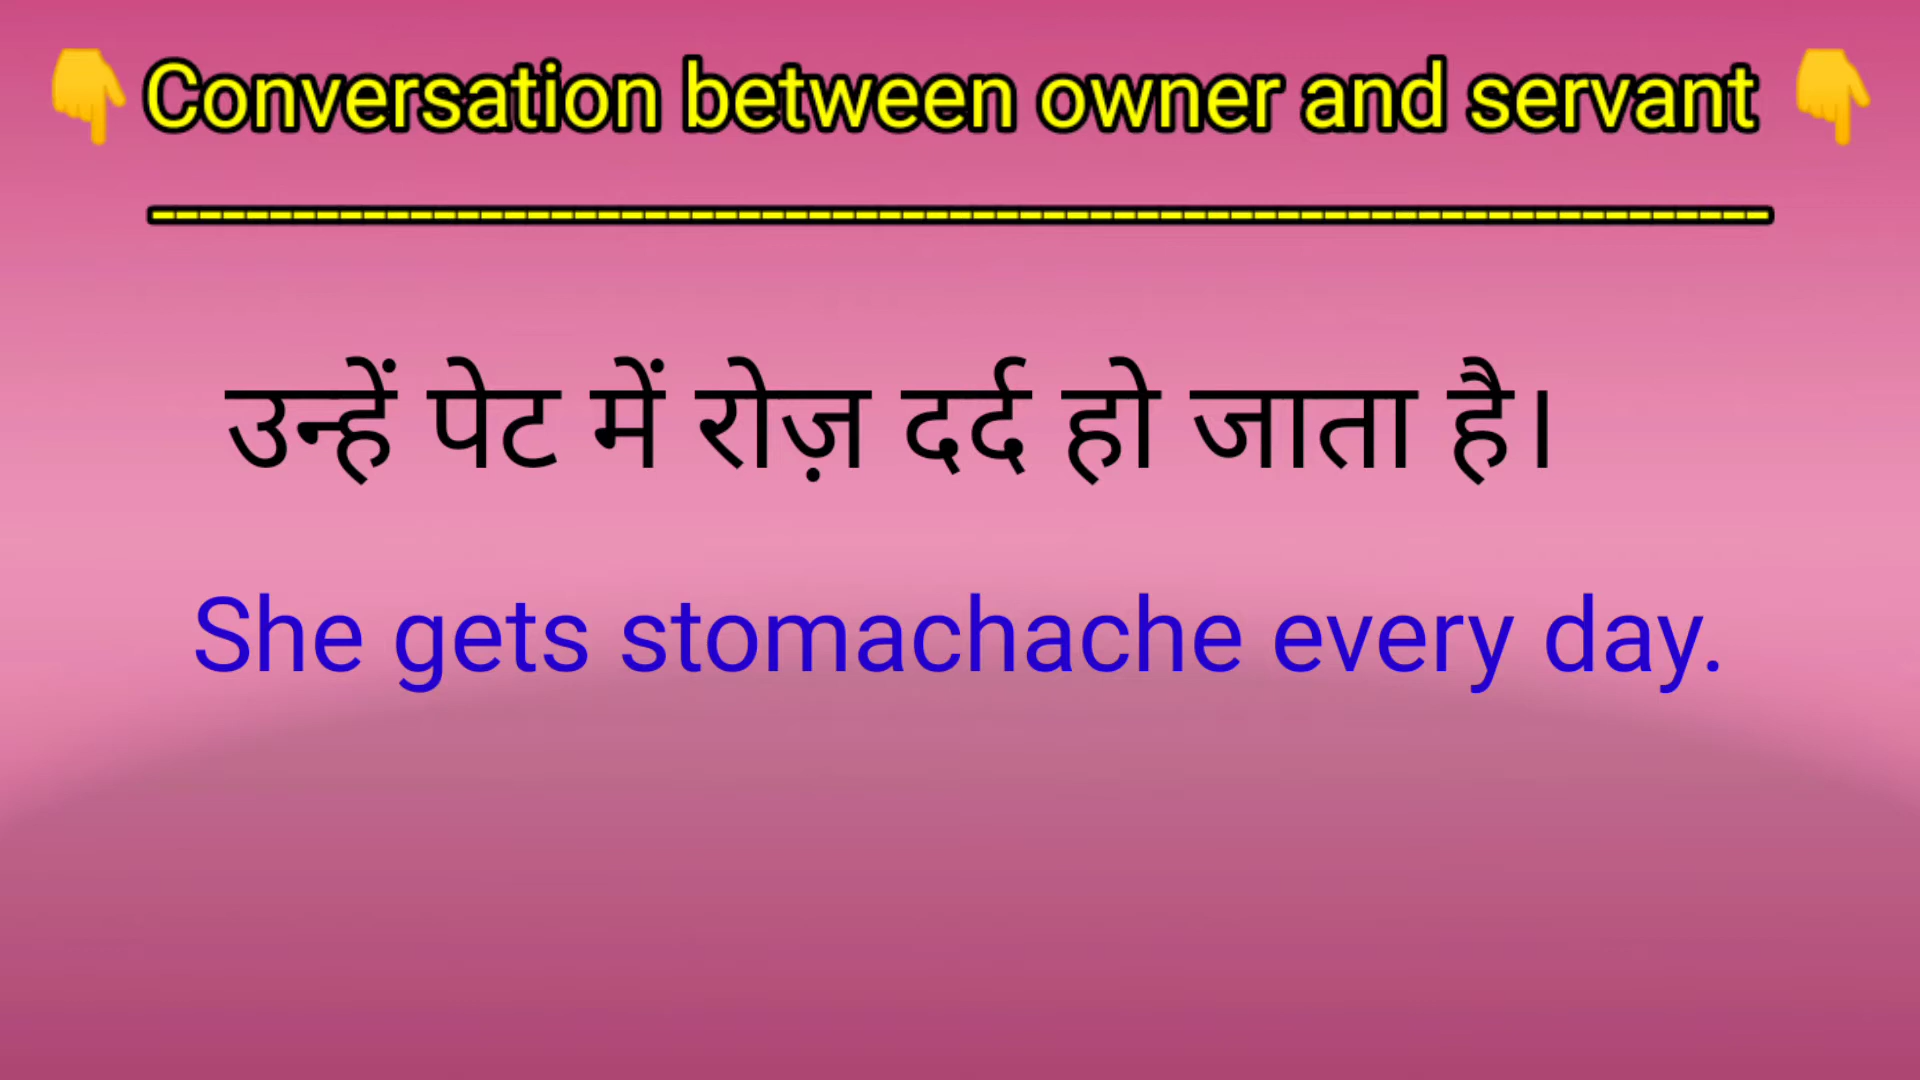 👇 Conversation between owner and servant 👇
----------------------------------------------------------------------
उन्हें पेट में रोज़ दर्द हो जाता है।
She gets stomachache every day.